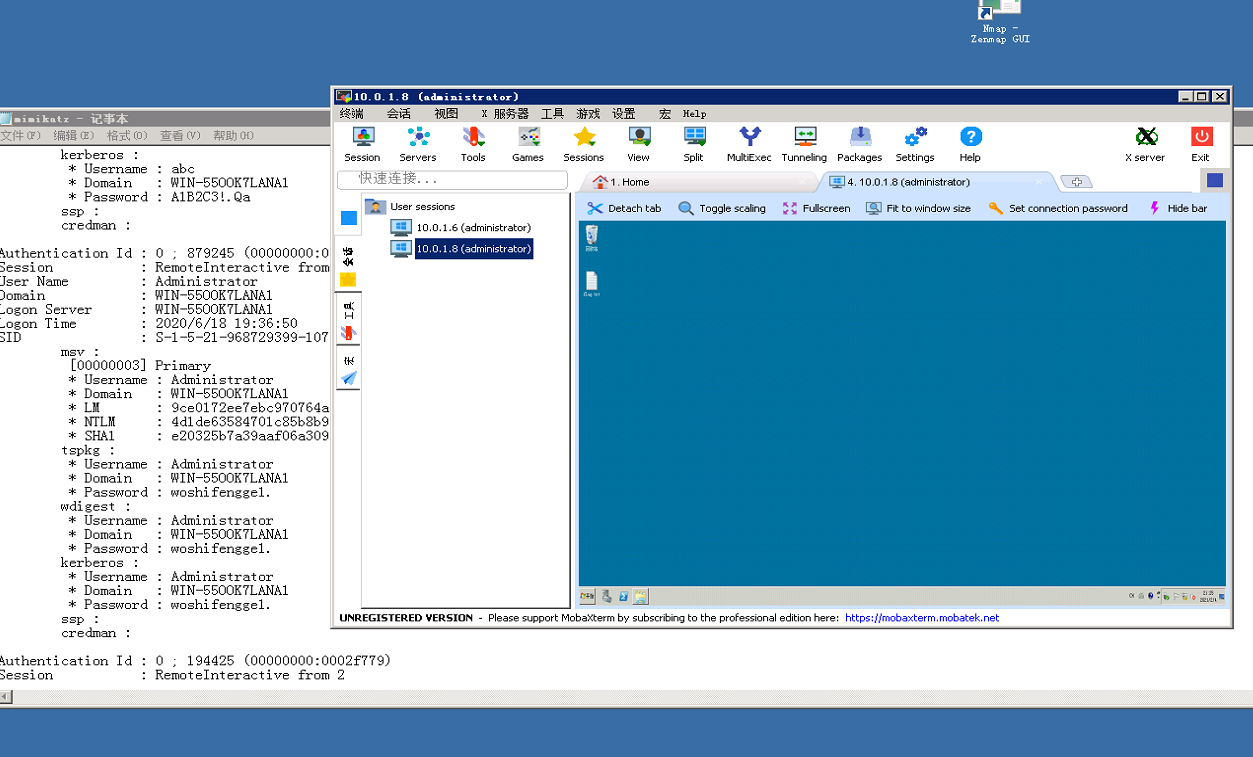 Nmap -
Zenmap GUI
mimikatz - 记事本
文件(F) 编辑(E) 格式(O) 查看(V) 帮助(H)
kerberos :
* Username : abc
* Domain : WIN-55OOK7LANA1
* Password : A1B2C3!.Qa
ssp :
credman :
Authentication Id : 0 ; 879245 (00000000:0
Session : RemoteInteractive from
User Name : Administrator
Domain : WIN-55OOK7LANA1
Logon Server : WIN-55OOK7LANA1
Logon Time : 2020/6/18 19:36:50
SID : S-1-5-21-968729399-107
msv :
[00000003] Primary
* Username : Administrator
* Domain : WIN-55OOK7LANA1
* LM : 9ce0172ee7ebc970764a
* NTLM : 4d1de63584701c85b8b9
* SHA1 : e20325b7a39aaf06a309
tspkg :
* Username : Administrator
* Domain : WIN-55OOK7LANA1
* Password : woshifengge1.
wdigest :
* Username : Administrator
* Domain : WIN-55OOK7LANA1
* Password : woshifengge1.
kerberos :
* Username : Administrator
* Domain : WIN-55OOK7LANA1
* Password : woshifengge1.
ssp :
credman :
Authentication Id : 0 ; 194425 (00000000:0002f779)
Session : RemoteInteractive from 2
10.0.1.8 (administrator)
终端 会话 视图 X 服务器 工具 游戏 设置 宏 Help
Session Servers Tools Games Sessions View Split MultiExec Tunneling Packages Settings Help X server Exit
快速连接...
1. Home
4. 10.0.1.8 (administrator)
Detach tab Toggle scaling Fullscreen Fit to window size Set connection password Hide bar
User sessions
10.0.1.6 (administrator)
10.0.1.8 (administrator)
会话
工具
宏
UNREGISTERED VERSION - Please support MobaXterm by subscribing to the professional edition here: https://mobaxterm.mobatek.net